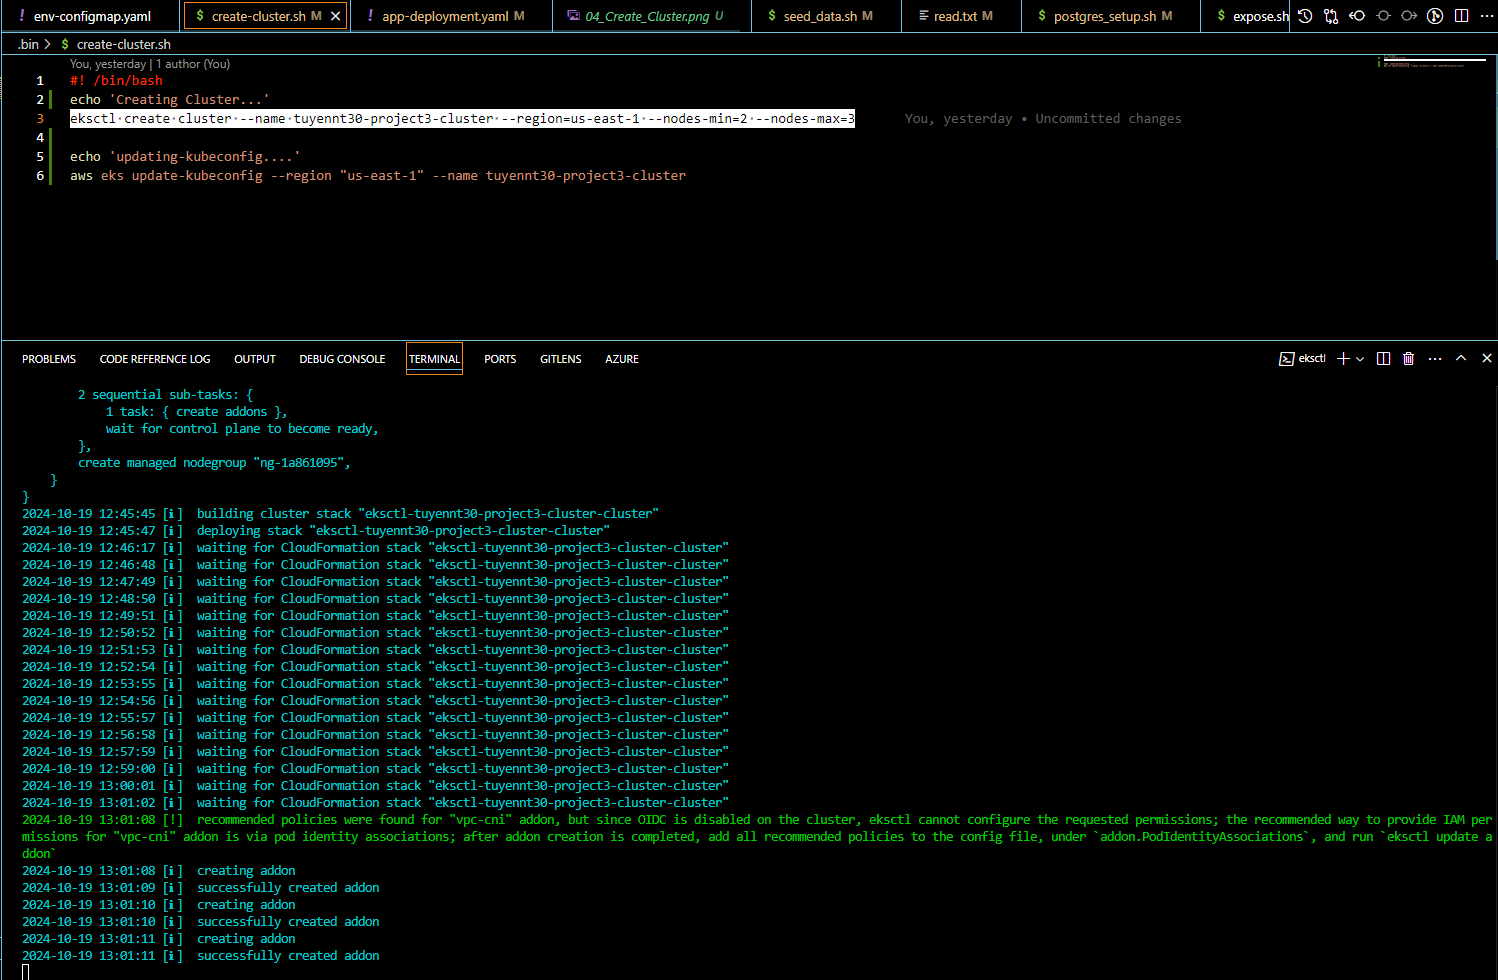 ! env-configmap.yaml
$ create-cluster.sh M
! app-deployment.yaml M
04_Create_Cluster.png U
$ seed_data.sh M
read.txt M
$ postgres_setup.sh M
$ expose.sh
.bin > $ create-cluster.sh
You, yesterday | 1 author (You)
1 #! /bin/bash
2 echo 'Creating Cluster...'
3 eksctl·create·cluster·--name·tuyennt30-project3-cluster·--region=us-east-1·--nodes-min=2·--nodes-max=3 You, yesterday • Uncommitted changes
4
5 echo 'updating-kubeconfig....'
6 aws eks update-kubeconfig --region "us-east-1" --name tuyennt30-project3-cluster
PROBLEMS CODE REFERENCE LOG OUTPUT DEBUG CONSOLE TERMINAL PORTS GITLENS AZURE
eksctl
2 sequential sub-tasks: {
1 task: { create addons },
wait for control plane to become ready,
},
create managed nodegroup "ng-1a861095",
}
}
2024-10-19 12:45:45 [ℹ] building cluster stack "eksctl-tuyennt30-project3-cluster-cluster"
2024-10-19 12:45:47 [ℹ] deploying stack "eksctl-tuyennt30-project3-cluster-cluster"
2024-10-19 12:46:17 [ℹ] waiting for CloudFormation stack "eksctl-tuyennt30-project3-cluster-cluster"
2024-10-19 12:46:48 [ℹ] waiting for CloudFormation stack "eksctl-tuyennt30-project3-cluster-cluster"
2024-10-19 12:47:49 [ℹ] waiting for CloudFormation stack "eksctl-tuyennt30-project3-cluster-cluster"
2024-10-19 12:48:50 [ℹ] waiting for CloudFormation stack "eksctl-tuyennt30-project3-cluster-cluster"
2024-10-19 12:49:51 [ℹ] waiting for CloudFormation stack "eksctl-tuyennt30-project3-cluster-cluster"
2024-10-19 12:50:52 [ℹ] waiting for CloudFormation stack "eksctl-tuyennt30-project3-cluster-cluster"
2024-10-19 12:51:53 [ℹ] waiting for CloudFormation stack "eksctl-tuyennt30-project3-cluster-cluster"
2024-10-19 12:52:54 [ℹ] waiting for CloudFormation stack "eksctl-tuyennt30-project3-cluster-cluster"
2024-10-19 12:53:55 [ℹ] waiting for CloudFormation stack "eksctl-tuyennt30-project3-cluster-cluster"
2024-10-19 12:54:56 [ℹ] waiting for CloudFormation stack "eksctl-tuyennt30-project3-cluster-cluster"
2024-10-19 12:55:57 [ℹ] waiting for CloudFormation stack "eksctl-tuyennt30-project3-cluster-cluster"
2024-10-19 12:56:58 [ℹ] waiting for CloudFormation stack "eksctl-tuyennt30-project3-cluster-cluster"
2024-10-19 12:57:59 [ℹ] waiting for CloudFormation stack "eksctl-tuyennt30-project3-cluster-cluster"
2024-10-19 12:59:00 [ℹ] waiting for CloudFormation stack "eksctl-tuyennt30-project3-cluster-cluster"
2024-10-19 13:00:01 [ℹ] waiting for CloudFormation stack "eksctl-tuyennt30-project3-cluster-cluster"
2024-10-19 13:01:02 [ℹ] waiting for CloudFormation stack "eksctl-tuyennt30-project3-cluster-cluster"
2024-10-19 13:01:08 [!] recommended policies were found for "vpc-cni" addon, but since OIDC is disabled on the cluster, eksctl cannot configure the requested permissions; the recommended way to provide IAM per
missions for "vpc-cni" addon is via pod identity associations; after addon creation is completed, add all recommended policies to the config file, under `addon.PodIdentityAssociations`, and run `eksctl update a
ddon`
2024-10-19 13:01:08 [ℹ] creating addon
2024-10-19 13:01:09 [ℹ] successfully created addon
2024-10-19 13:01:10 [ℹ] creating addon
2024-10-19 13:01:10 [ℹ] successfully created addon
2024-10-19 13:01:11 [ℹ] creating addon
2024-10-19 13:01:11 [ℹ] successfully created addon